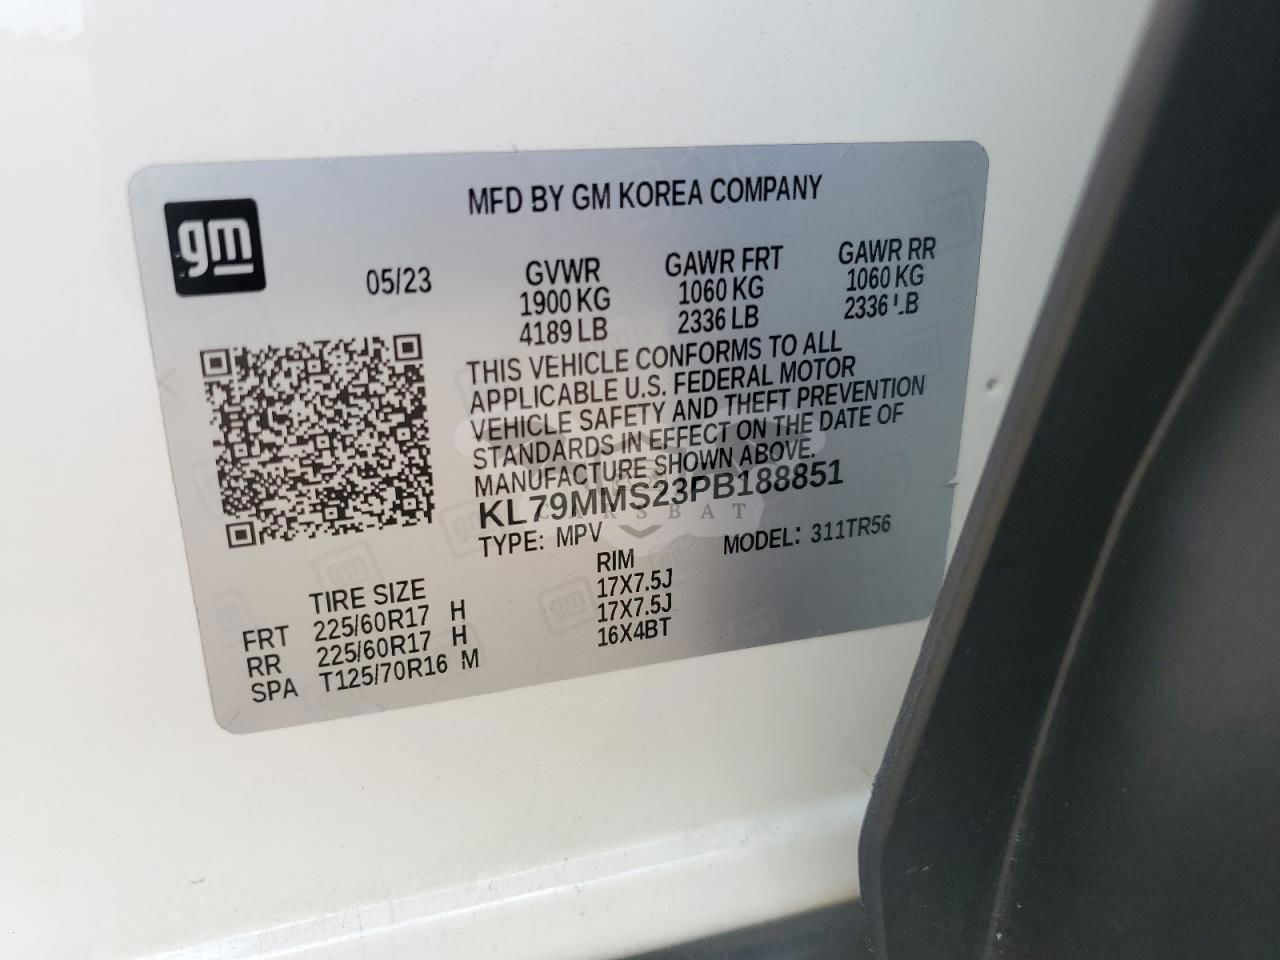 gm
MFD BY GM KOREA COMPANY
05/23
GVWR
1900 KG
4189 LB
GAWR FRT
1060 KG
2336 LB
GAWR RR
1060 KG
2336 LB
THIS VEHICLE CONFORMS TO ALL
APPLICABLE U.S. FEDERAL MOTOR
VEHICLE SAFETY AND THEFT PREVENTION
STANDARDS IN EFFECT ON THE DATE OF
MANUFACTURE SHOWN ABOVE.
KL79MMS23PB188851
CARSBAT
TYPE: MPV
MODEL: 311TR56
TIRE SIZE RIM
FRT 225/60R17 H 17X7.5J
RR 225/60R17 H 17X7.5J
SPA T125/70R16 M 16X4BT